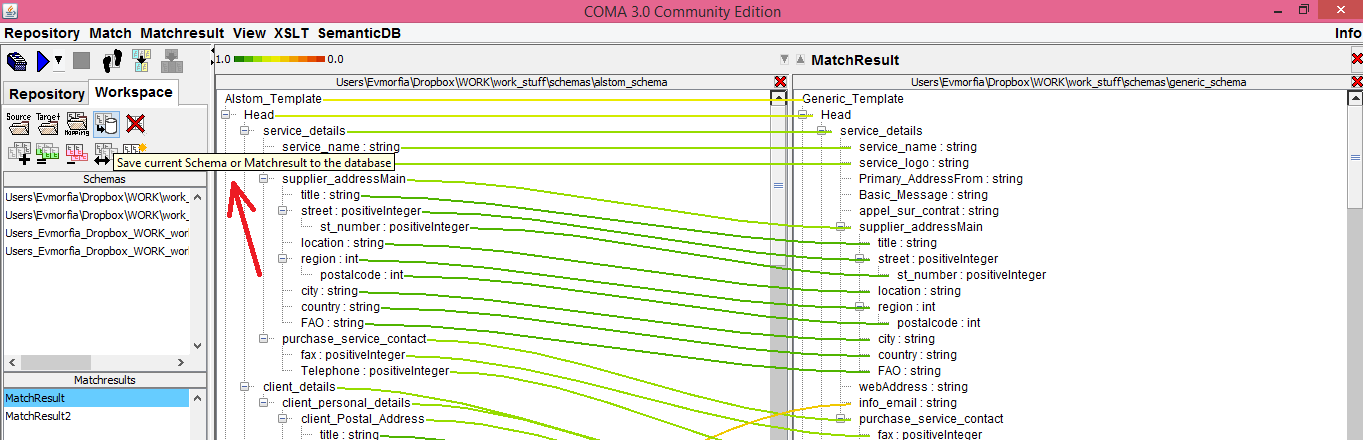 COMA 3.0 Community Edition
Repository Match Matchresult View XSLT SemanticDB Info
1.0 0.0 MatchResult
Repository Workspace
Source Target Mapping
Save current Schema or Matchresult to the database
Schemas
Users\Evmorfia\Dropbox\WORK\work_
Users\Evmorfia\Dropbox\WORK\work_
Users_Evmorfia_Dropbox_WORK_wor
Users_Evmorfia_Dropbox_WORK_wor
Matchresults
MatchResult
MatchResult2
Users\Evmorfia\Dropbox\WORK\work_stuff\schemas\alstom_schema
Alstom_Template
Head
service_details
service_name : string
supplier_addressMain
title : string
street : positiveInteger
st_number : positiveInteger
location : string
region : int
postalcode : int
city : string
country : string
FAO : string
purchase_service_contact
fax : positiveInteger
Telephone : positiveInteger
client_details
client_personal_details
client_Postal_Address
title : string
Users\Evmorfia\Dropbox\WORK\work_stuff\schemas\generic_schema
Generic_Template
Head
service_details
service_name : string
service_logo : string
Primary_AddressFrom : string
Basic_Message : string
appel_sur_contrat : string
supplier_addressMain
title : string
street : positiveInteger
st_number : positiveInteger
location : string
region : int
postalcode : int
city : string
country : string
FAO : string
webAddress : string
info_email : string
purchase_service_contact
fax : positiveInteger